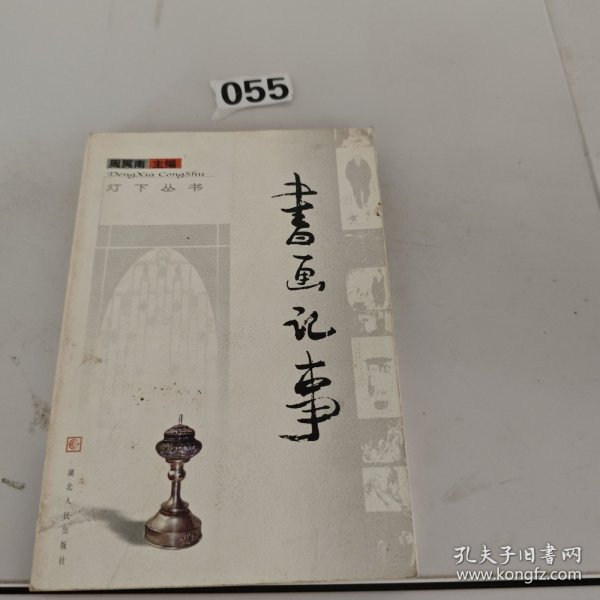 055
周冀南 主编
DengXia CongShu
灯下丛书
書画記事
湖北人民出版社
孔夫子旧书网
www.kongfz.com